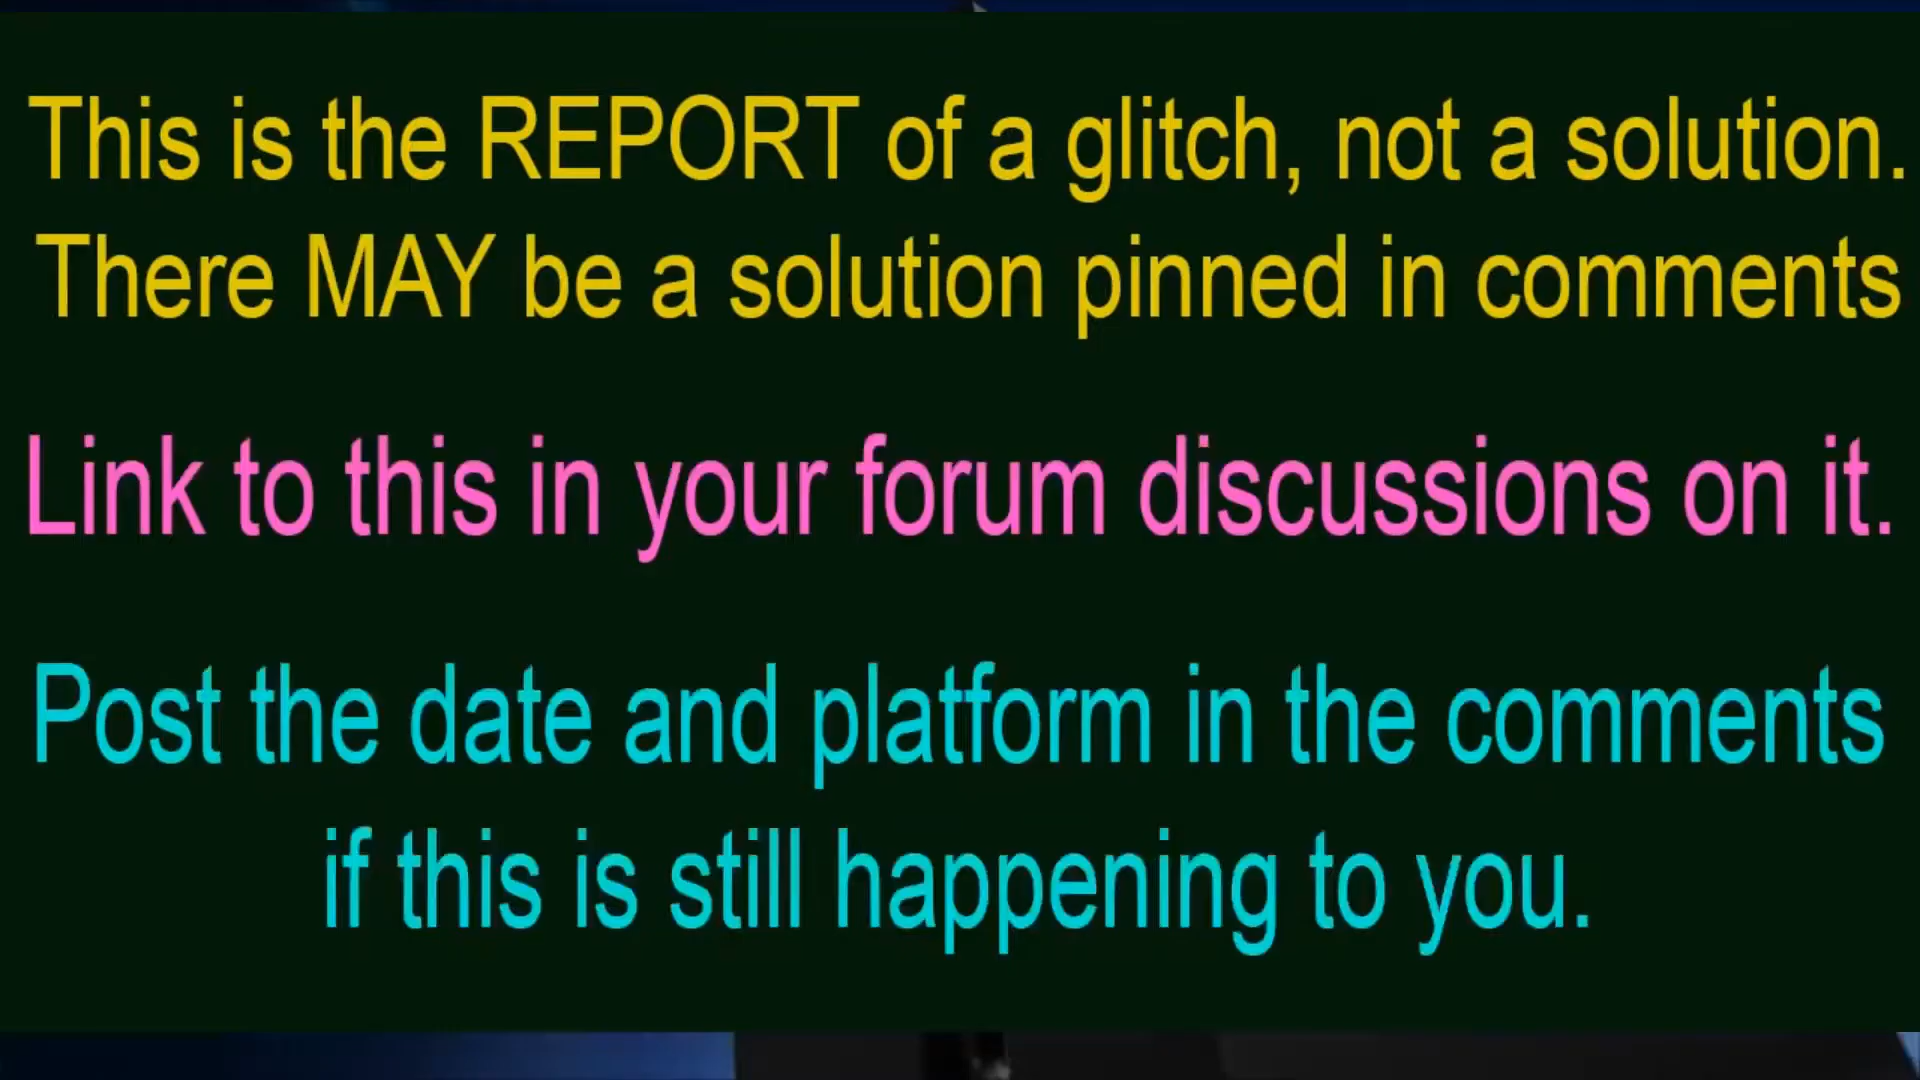 This is the REPORT of a glitch, not a solution.
There MAY be a solution pinned in comments
Link to this in your forum discussions on it.
Post the date and platform in the comments
if this is still happening to you.